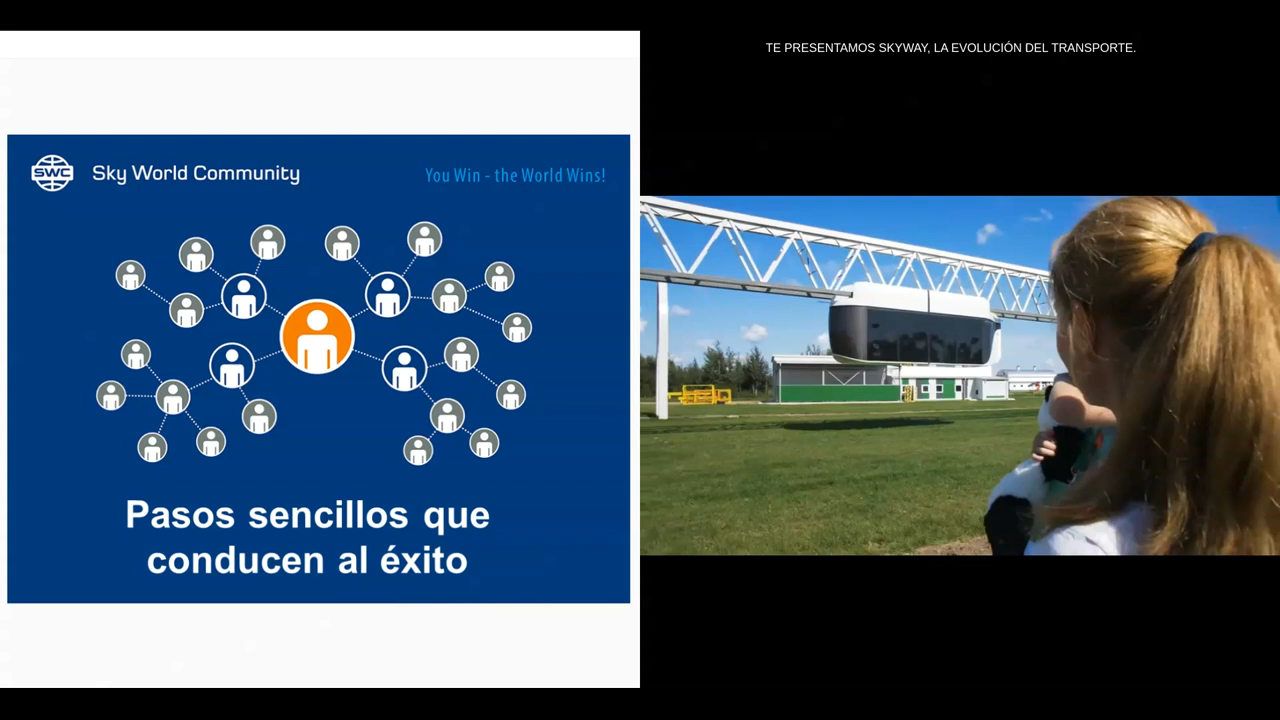 SWC
Sky World Community
You Win - the World Wins!
Pasos sencillos que
conducen al éxito
TE PRESENTAMOS SKYWAY, LA EVOLUCIÓN DEL TRANSPORTE.